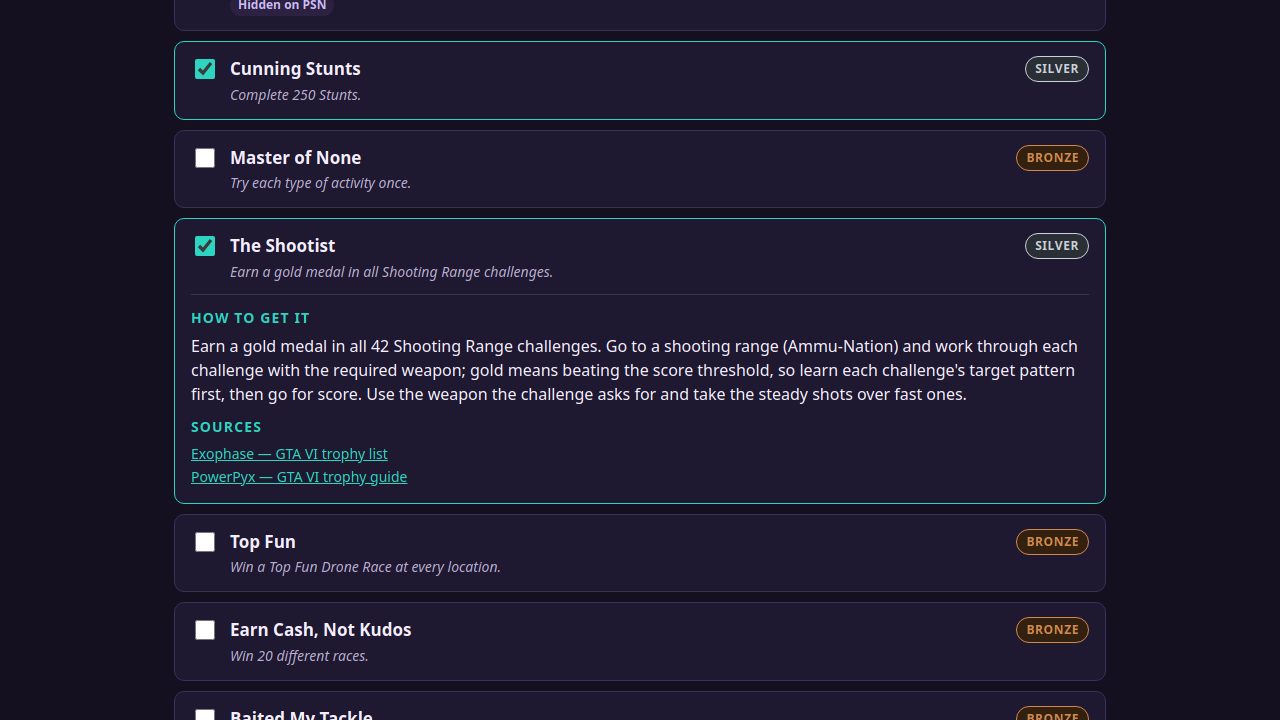 Hidden on PSN
Cunning Stunts
SILVER
Complete 250 Stunts.
Master of None
BRONZE
Try each type of activity once.
The Shootist
SILVER
Earn a gold medal in all Shooting Range challenges.
HOW TO GET IT
Earn a gold medal in all 42 Shooting Range challenges. Go to a shooting range (Ammu-Nation) and work through each
challenge with the required weapon; gold means beating the score threshold, so learn each challenge's target pattern
first, then go for score. Use the weapon the challenge asks for and take the steady shots over fast ones.
SOURCES
Exophase — GTA VI trophy list
PowerPyx — GTA VI trophy guide
Top Fun
BRONZE
Win a Top Fun Drone Race at every location.
Earn Cash, Not Kudos
BRONZE
Win 20 different races.
Baited My Tackle
BRONZE